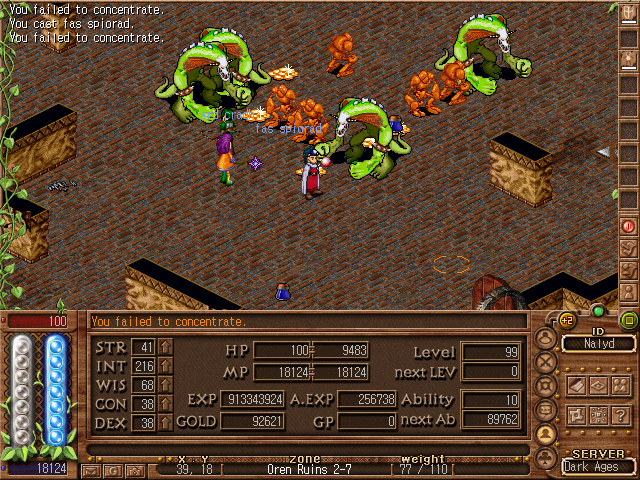 You failed to concentrate.
You cast fas spiorad.
You failed to concentrate.
fas spiorad
100
You failed to concentrate.
+2
ID
Nalyd
STR 41
INT 216
WIS 68
CON 38
DEX 38
HP 100 9483
MP 18124 18124
EXP 913343924 A.EXP 256738
GOLD 92621 GP 0
Level 99
next LEV 0
Ability 10
next Ab 89762
18124
G
?
X Y zone weight
39, 18 [ Oren Ruins 2-7 [ 77 / 110 [
SERVER
Dark Ages